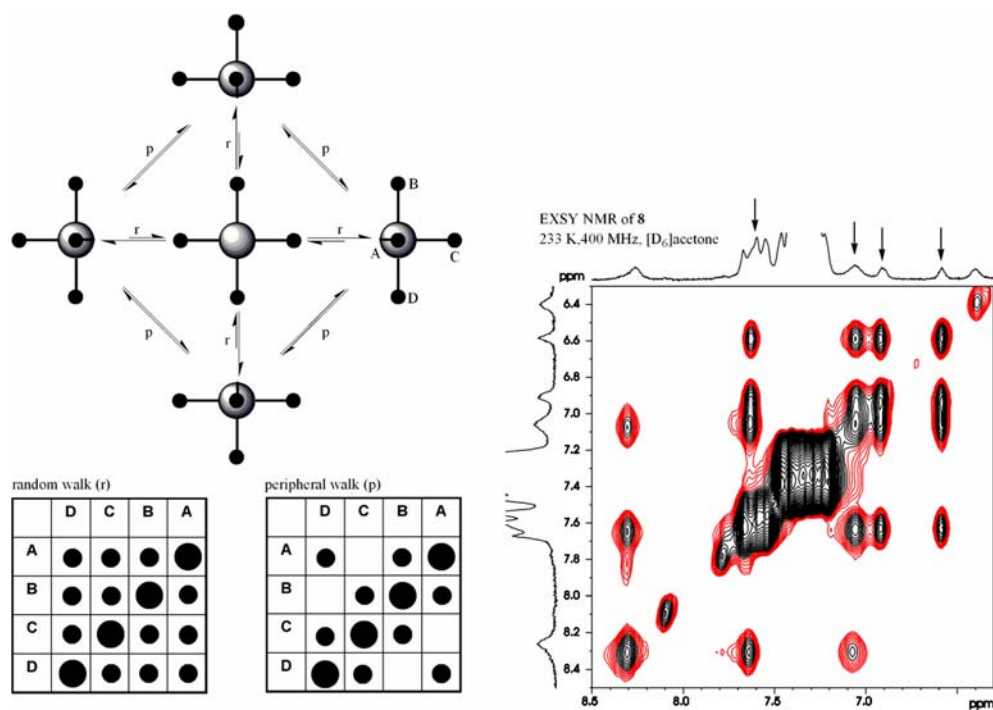 p
p
r
r
r
A
B
C
D
p
p
r
random walk (r)
D C B A
A
B
C
D
peripheral walk (p)
D C B A
A
B
C
D
EXSY NMR of 8
233 K,400 MHz, [D6]acetone
ppm
ppm
6.4
6.8
7.0
7.2
7.4
7.6
7.8
8.0
8.2
8.4
8.5 8.0 7.5 7.0 6.5 ppm